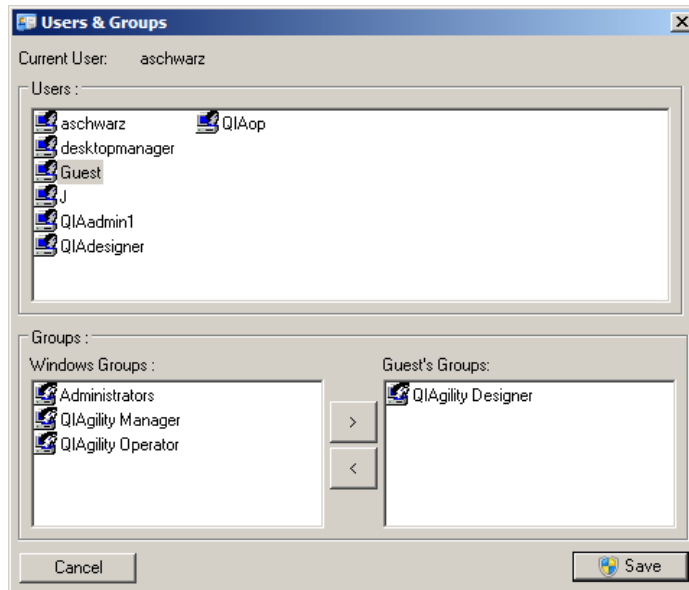 Users & Groups
Current User: aschwarz
Users :
aschwarz QIAop
desktopmanager
Guest
J
QIAadmin1
QIAdesigner
Groups :
Windows Groups : Guest's Groups:
Administrators QIAgility Designer
QIAgility Manager
QIAgility Operator
>
<
Cancel Save